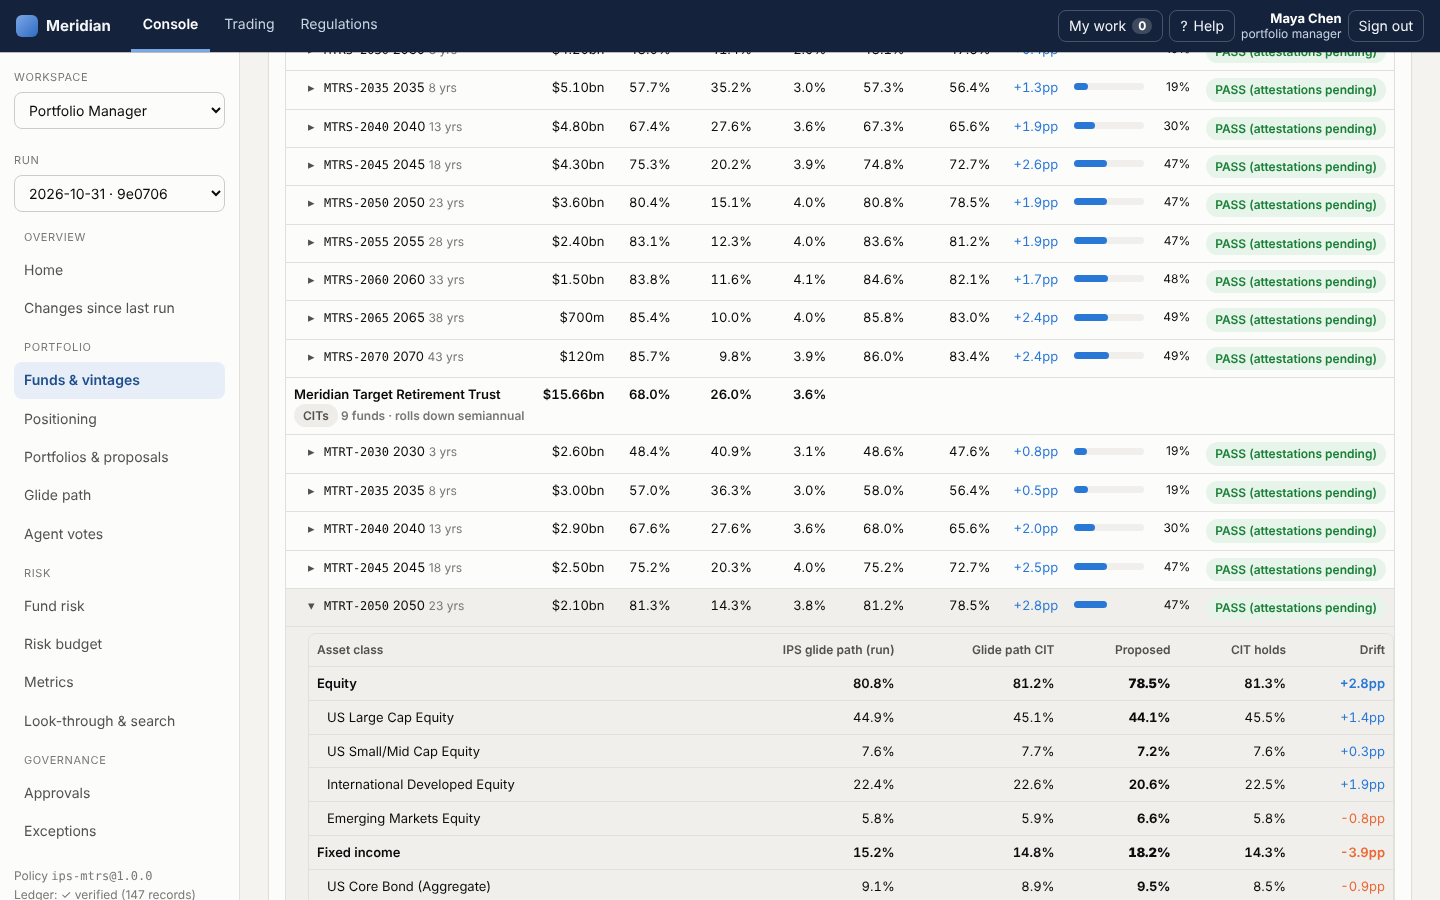 Meridian Console Trading Regulations My work 0 ? Help Maya Chen portfolio manager Sign out
WORKSPACE
Portfolio Manager
RUN
2026-10-31 · 9e0706
OVERVIEW
Home
Changes since last run
PORTFOLIO
Funds & vintages
Positioning
Portfolios & proposals
Glide path
Agent votes
RISK
Fund risk
Risk budget
Metrics
Look-through & search
GOVERNANCE
Approvals
Exceptions
Policy ips-mtrs@1.0.0
Ledger: ✓ verified (147 records)
▸ MTRS-2035 2035 8 yrs $5.10bn 57.7% 35.2% 3.0% 57.3% 56.4% +1.3pp 19% PASS (attestations pending)
▸ MTRS-2040 2040 13 yrs $4.80bn 67.4% 27.6% 3.6% 67.3% 65.6% +1.9pp 30% PASS (attestations pending)
▸ MTRS-2045 2045 18 yrs $4.30bn 75.3% 20.2% 3.9% 74.8% 72.7% +2.6pp 47% PASS (attestations pending)
▸ MTRS-2050 2050 23 yrs $3.60bn 80.4% 15.1% 4.0% 80.8% 78.5% +1.9pp 47% PASS (attestations pending)
▸ MTRS-2055 2055 28 yrs $2.40bn 83.1% 12.3% 4.0% 83.6% 81.2% +1.9pp 47% PASS (attestations pending)
▸ MTRS-2060 2060 33 yrs $1.50bn 83.8% 11.6% 4.1% 84.6% 82.1% +1.7pp 48% PASS (attestations pending)
▸ MTRS-2065 2065 38 yrs $700m 85.4% 10.0% 4.0% 85.8% 83.0% +2.4pp 49% PASS (attestations pending)
▸ MTRS-2070 2070 43 yrs $120m 85.7% 9.8% 3.9% 86.0% 83.4% +2.4pp 49% PASS (attestations pending)
Meridian Target Retirement Trust $15.66bn 68.0% 26.0% 3.6%
CITs 9 funds · rolls down semiannual
▸ MTRT-2030 2030 3 yrs $2.60bn 48.4% 40.9% 3.1% 48.6% 47.6% +0.8pp 19% PASS (attestations pending)
▸ MTRT-2035 2035 8 yrs $3.00bn 57.0% 36.3% 3.0% 58.0% 56.4% +0.5pp 19% PASS (attestations pending)
▸ MTRT-2040 2040 13 yrs $2.90bn 67.6% 27.6% 3.6% 68.0% 65.6% +2.0pp 30% PASS (attestations pending)
▸ MTRT-2045 2045 18 yrs $2.50bn 75.2% 20.3% 4.0% 75.2% 72.7% +2.5pp 47% PASS (attestations pending)
▾ MTRT-2050 2050 23 yrs $2.10bn 81.3% 14.3% 3.8% 81.2% 78.5% +2.8pp 47% PASS (attestations pending)
Asset class IPS glide path (run) Glide path CIT Proposed CIT holds Drift
Equity 80.8% 81.2% 78.5% 81.3% +2.8pp
US Large Cap Equity 44.9% 45.1% 44.1% 45.5% +1.4pp
US Small/Mid Cap Equity 7.6% 7.7% 7.2% 7.6% +0.3pp
International Developed Equity 22.4% 22.6% 20.6% 22.5% +1.9pp
Emerging Markets Equity 5.8% 5.9% 6.6% 5.8% -0.8pp
Fixed income 15.2% 14.8% 18.2% 14.3% -3.9pp
US Core Bond (Aggregate) 9.1% 8.9% 9.5% 8.5% -0.9pp